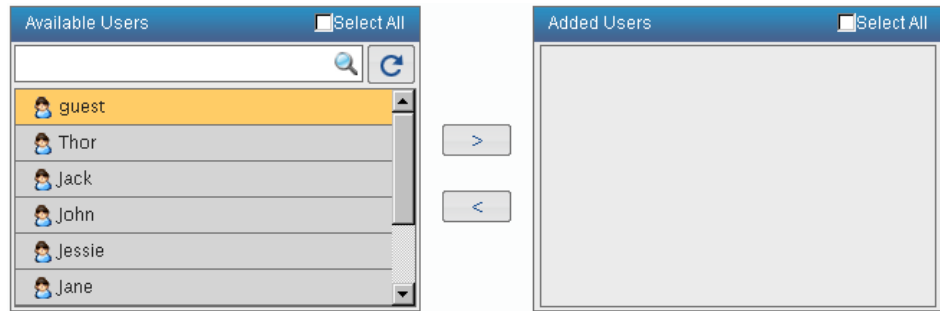 Available Users Select All
Added Users Select All
guest
Thor
Jack
John
Jessie
Jane
>
<